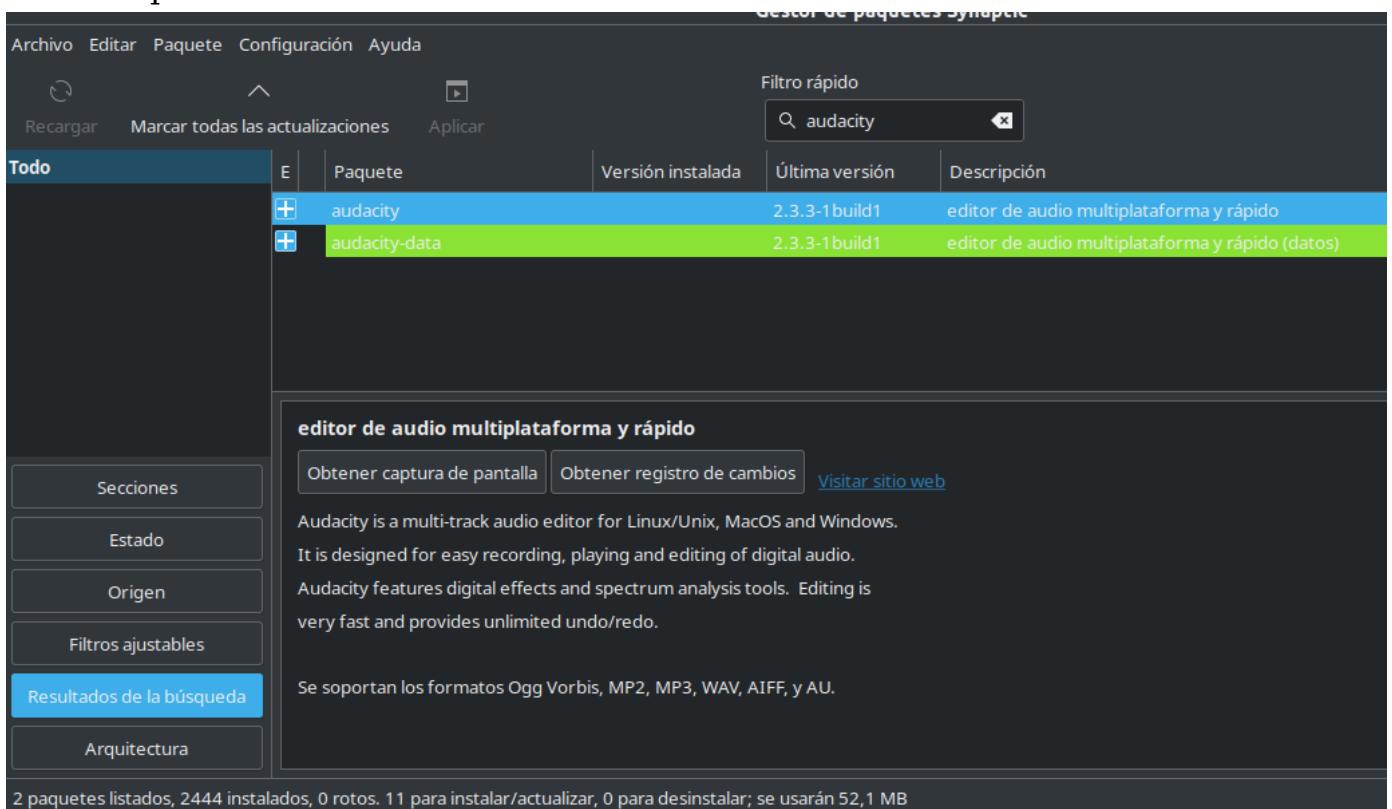 Gestor de paquetes Synaptic
Archivo Editar Paquete Configuración Ayuda
Filtro rápido
Recargar Marcar todas las actualizaciones Aplicar audacity
Todo E Paquete Versión instalada Última versión Descripción
audacity 2.3.3-1build1 editor de audio multiplataforma y rápido
audacity-data 2.3.3-1build1 editor de audio multiplataforma y rápido (datos)
editor de audio multiplataforma y rápido
Obtener captura de pantalla Obtener registro de cambios Visitar sitio web
Audacity is a multi-track audio editor for Linux/Unix, MacOS and Windows.
It is designed for easy recording, playing and editing of digital audio.
Audacity features digital effects and spectrum analysis tools.  Editing is
very fast and provides unlimited undo/redo.
Se soportan los formatos Ogg Vorbis, MP2, MP3, WAV, AIFF, y AU.
Secciones
Estado
Origen
Filtros ajustables
Resultados de la búsqueda
Arquitectura
2 paquetes listados, 2444 instalados, 0 rotos. 11 para instalar/actualizar, 0 para desinstalar; se usarán 52,1 MB